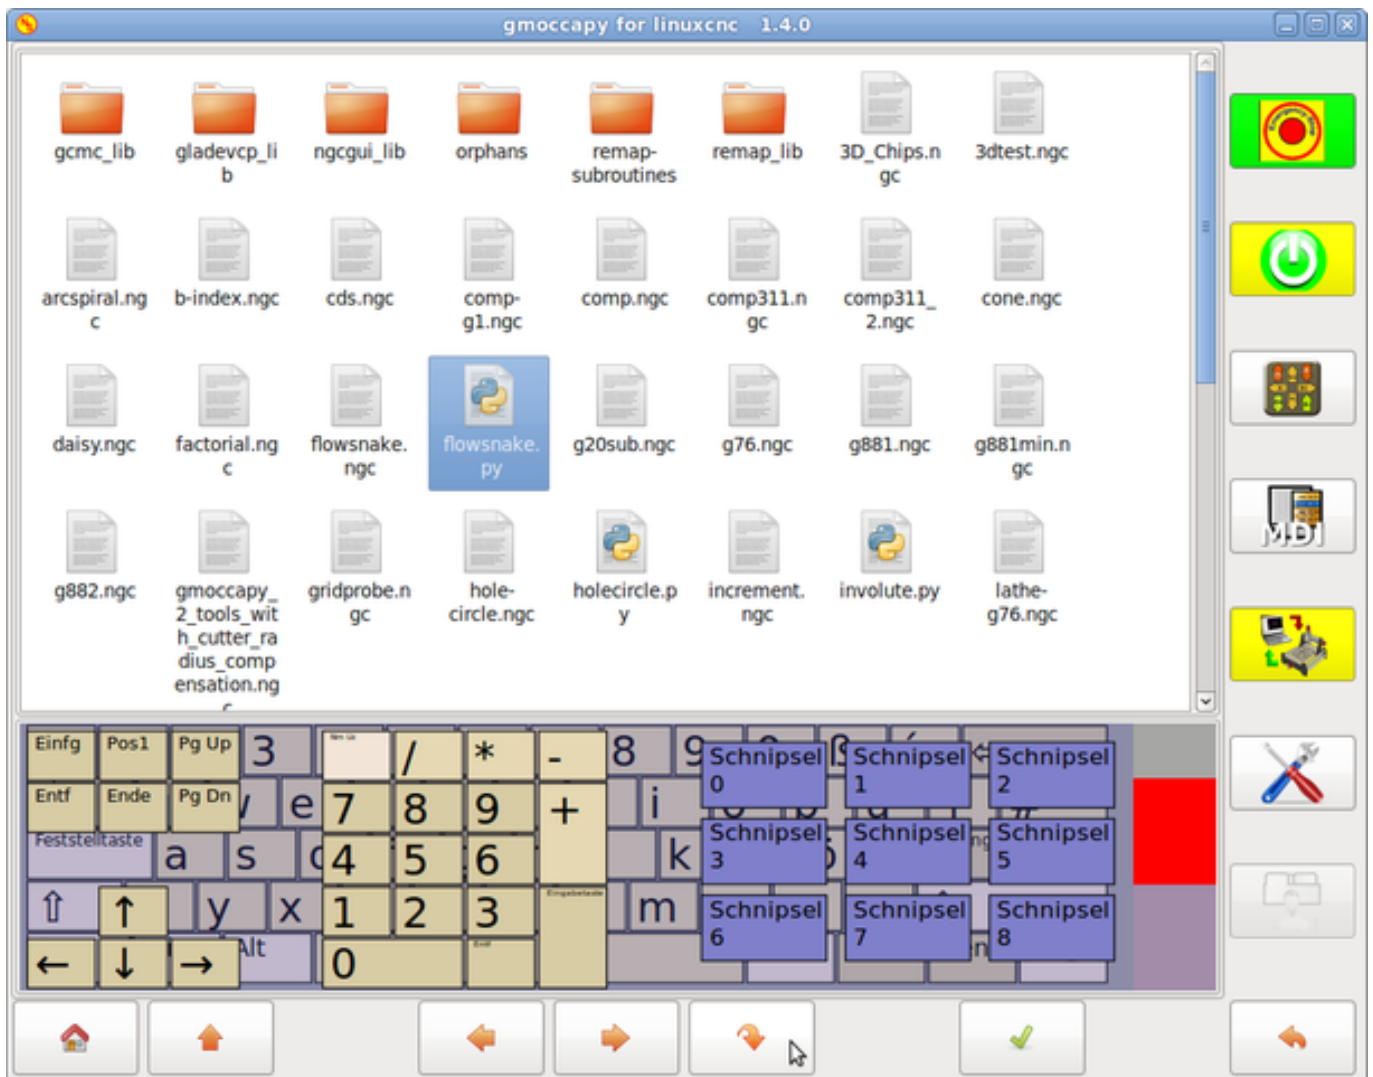 gmoccapy for linuxcnc 1.4.0
gcmc_lib
gladevcp_li
b
ngcgui_lib
orphans
remap-
subroutines
remap_lib
3D_Chips.n
gc
3dtest.ngc
arcspiral.ng
c
b-index.ngc
cds.ngc
comp-
g1.ngc
comp.ngc
comp311.n
gc
comp311_
2.ngc
cone.ngc
daisy.ngc
factorial.ng
c
flowsnake.
ngc
flowsnake.
py
g20sub.ngc
g76.ngc
g881.ngc
g881min.n
gc
g882.ngc
gmoccapy_
2_tools_wit
h_cutter_ra
dius_comp
ensation.ng
c
gridprobe.n
gc
hole-
circle.ngc
holecircle.p
y
increment.
ngc
involute.py
lathe-
g76.ngc
MDI
Einfg Pos1 Pg Up 3 / * - 8 9
Schnipsel
0
Schnipsel
1
Schnipsel
2
Entf Ende Pg Dn e 7 8 9 + i
Feststelltaste a s 4 5 6 k
Schnipsel
3
Schnipsel
4
Schnipsel
5
⇧ ↑ y x 1 2 3 Eingabetaste m
Schnipsel
6
Schnipsel
7
Schnipsel
8
← ↓ → Alt 0